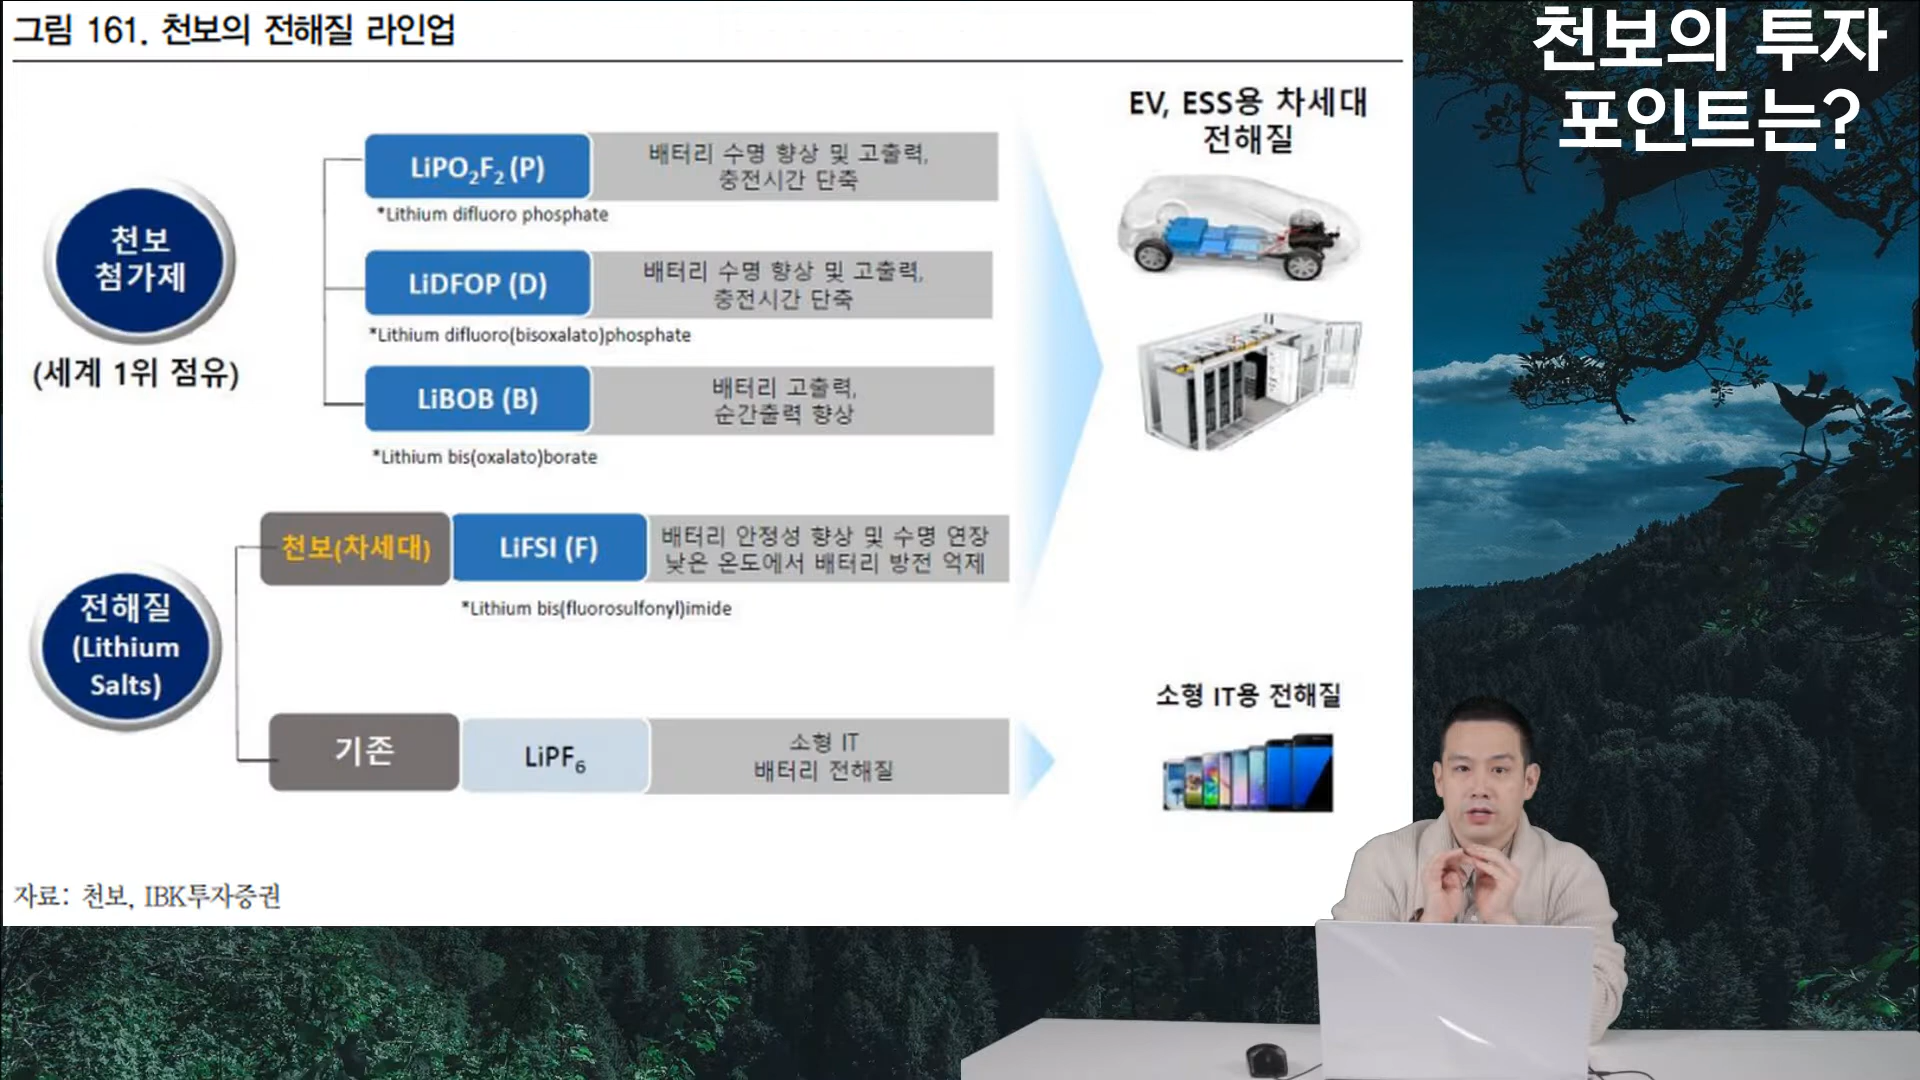 그림 161. 천보의 전해질 라인업
천보의 투자
포인트는?
EV, ESS용 차세대
전해질
천보
첨가제
(세계 1위 점유)
LiPO₂F₂ (P)
배터리 수명 향상 및 고출력,
충전시간 단축
*Lithium difluoro phosphate
LiDFOP (D)
배터리 수명 향상 및 고출력,
충전시간 단축
*Lithium difluoro(bisoxalato)phosphate
LiBOB (B)
배터리 고출력,
순간출력 향상
*Lithium bis(oxalato)borate
전해질
(Lithium
Salts)
천보(차세대)
LiFSI (F)
배터리 안정성 향상 및 수명 연장
낮은 온도에서 배터리 방전 억제
*Lithium bis(fluorosulfonyl)imide
기존
LiPF₆
소형 IT
배터리 전해질
소형 IT용 전해질
자료: 천보, IBK투자증권